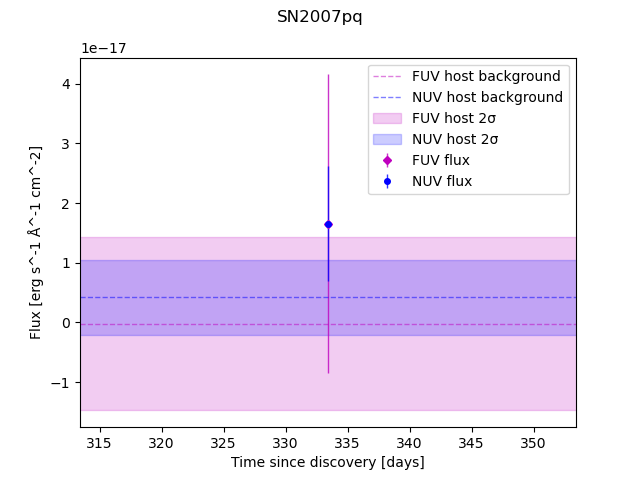 SN2007pq
1e−17
FUV host background
NUV host background
FUV host 2σ
NUV host 2σ
FUV flux
NUV flux
4
3
2
1
0
−1
Flux [erg s^-1 Å^-1 cm^-2]
315 320 325 330 335 340 345 350
Time since discovery [days]